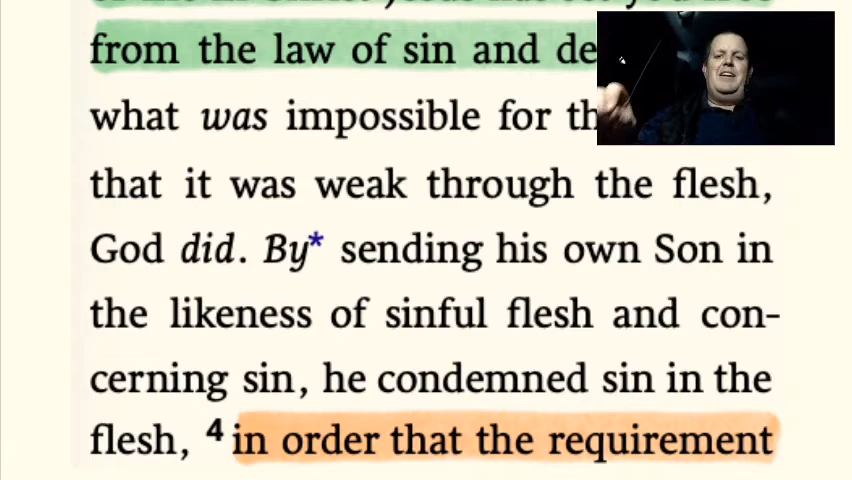 from the law of sin and de
what was impossible for th
that it was weak through the flesh,
God did. By* sending his own Son in
the likeness of sinful flesh and con-
cerning sin, he condemned sin in the
flesh, 4 in order that the requirement